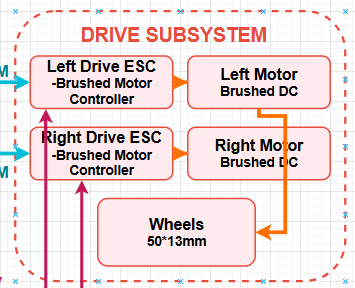 DRIVE SUBSYSTEM
Left Drive ESC
-Brushed Motor
Controller
Left Motor
Brushed DC
M
Right Drive ESC
-Brushed Motor
Controller
Right Motor
Brushed DC
M
Wheels
50*13mm